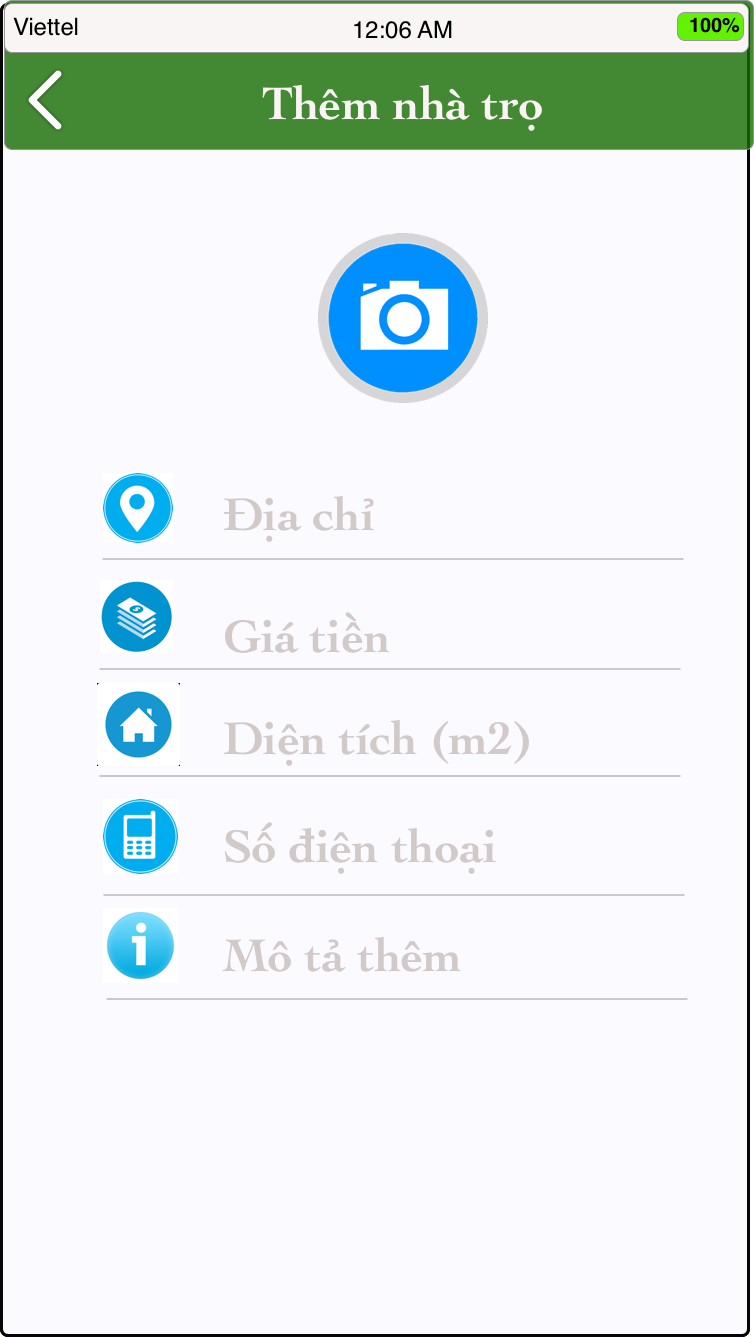 Viettel
12:06 AM
100%
Thêm nhà trọ
Địa chỉ
Giá tiền
Diện tích (m2)
Số điện thoại
Mô tả thêm